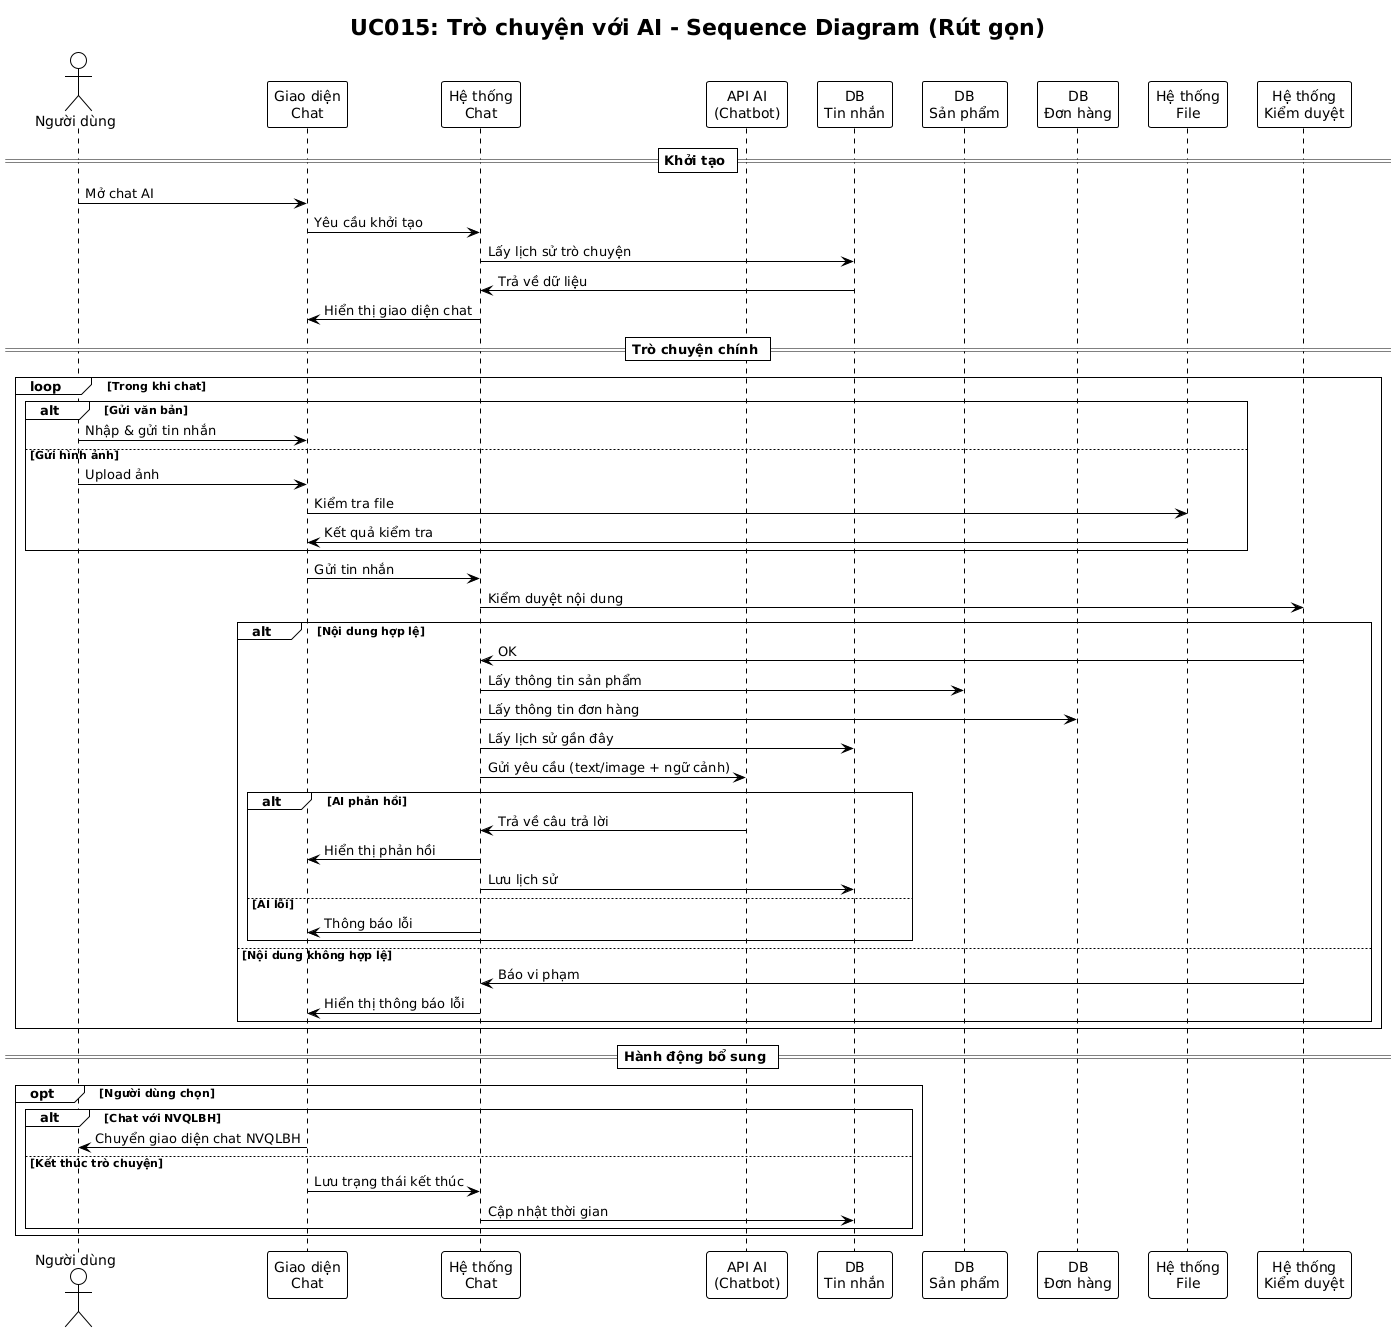 UC015: Trò chuyện với AI - Sequence Diagram (Rút gọn)
Người dùng
Giao diện
Chat
Hệ thống
Chat
API AI
(Chatbot)
DB
Tin nhắn
DB
Sản phẩm
DB
Đơn hàng
Hệ thống
File
Hệ thống
Kiểm duyệt
Khởi tạo
Mở chat AI
Yêu cầu khởi tạo
Lấy lịch sử trò chuyện
Trả về dữ liệu
Hiển thị giao diện chat
Trò chuyện chính
loop [Trong khi chat]
alt [Gửi văn bản]
Nhập & gửi tin nhắn
[Gửi hình ảnh]
Upload ảnh
Kiểm tra file
Kết quả kiểm tra
Gửi tin nhắn
Kiểm duyệt nội dung
alt [Nội dung hợp lệ]
OK
Lấy thông tin sản phẩm
Lấy thông tin đơn hàng
Lấy lịch sử gần đây
Gửi yêu cầu (text/image + ngữ cảnh)
alt [AI phản hồi]
Trả về câu trả lời
Hiển thị phản hồi
Lưu lịch sử
[AI lỗi]
Thông báo lỗi
[Nội dung không hợp lệ]
Báo vi phạm
Hiển thị thông báo lỗi
Hành động bổ sung
opt [Người dùng chọn]
alt [Chat với NVQLBH]
Chuyển giao diện chat NVQLBH
[Kết thúc trò chuyện]
Lưu trạng thái kết thúc
Cập nhật thời gian
Người dùng
Giao diện
Chat
Hệ thống
Chat
API AI
(Chatbot)
DB
Tin nhắn
DB
Sản phẩm
DB
Đơn hàng
Hệ thống
File
Hệ thống
Kiểm duyệt